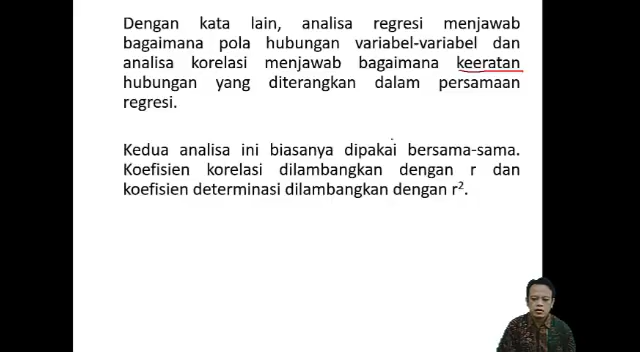 Dengan kata lain, analisa regresi menjawab
bagaimana pola hubungan variabel-variabel dan
analisa korelasi menjawab bagaimana keeratan
hubungan yang diterangkan dalam persamaan
regresi.
Kedua analisa ini biasanya dipakai bersama-sama.
Koefisien korelasi dilambangkan dengan r dan
koefisien determinasi dilambangkan dengan r².